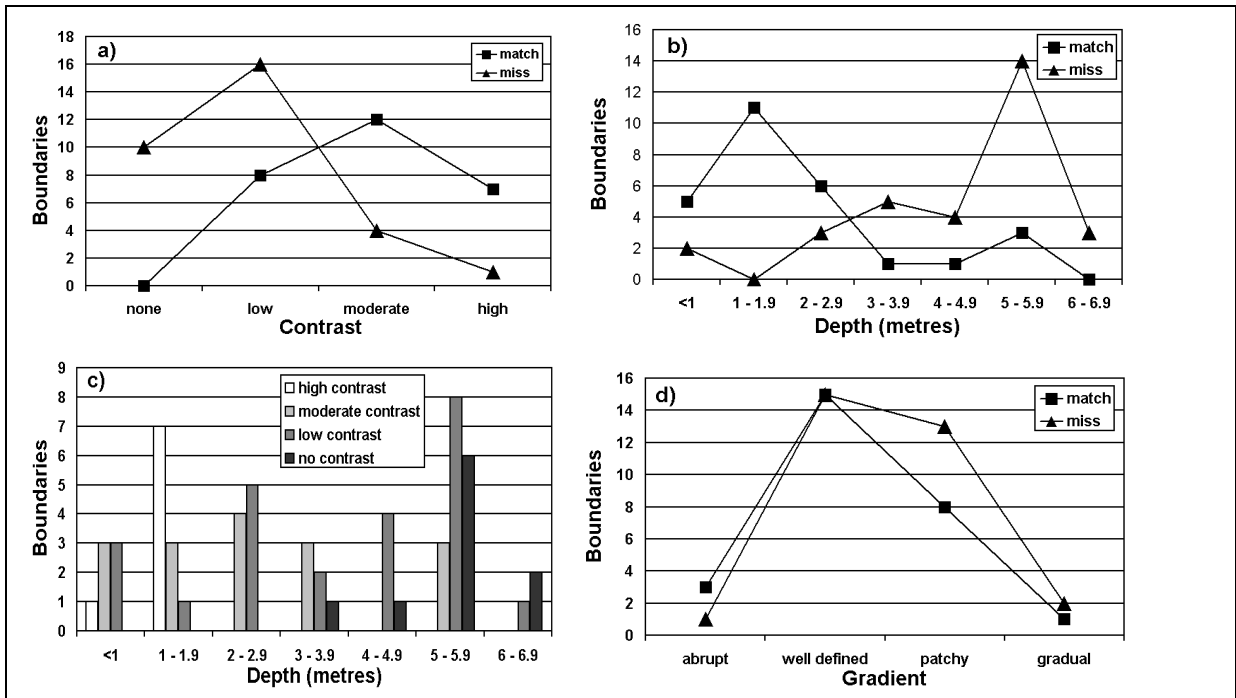 a)
match
miss
18
16
14
12
10
8
6
4
2
0
Boundaries
none low moderate high
Contrast
b)
match
miss
16
14
12
10
8
6
4
2
0
Boundaries
<1 1 - 1.9 2 - 2.9 3 - 3.9 4 - 4.9 5 - 5.9 6 - 6.9
Depth (metres)
c)
high contrast
moderate contrast
low contrast
no contrast
9
8
7
6
5
4
3
2
1
0
Boundaries
<1 1 - 1.9 2 - 2.9 3 - 3.9 4 - 4.9 5 - 5.9 6 - 6.9
Depth (metres)
d)
match
miss
16
14
12
10
8
6
4
2
0
Boundaries
abrupt well defined patchy gradual
Gradient